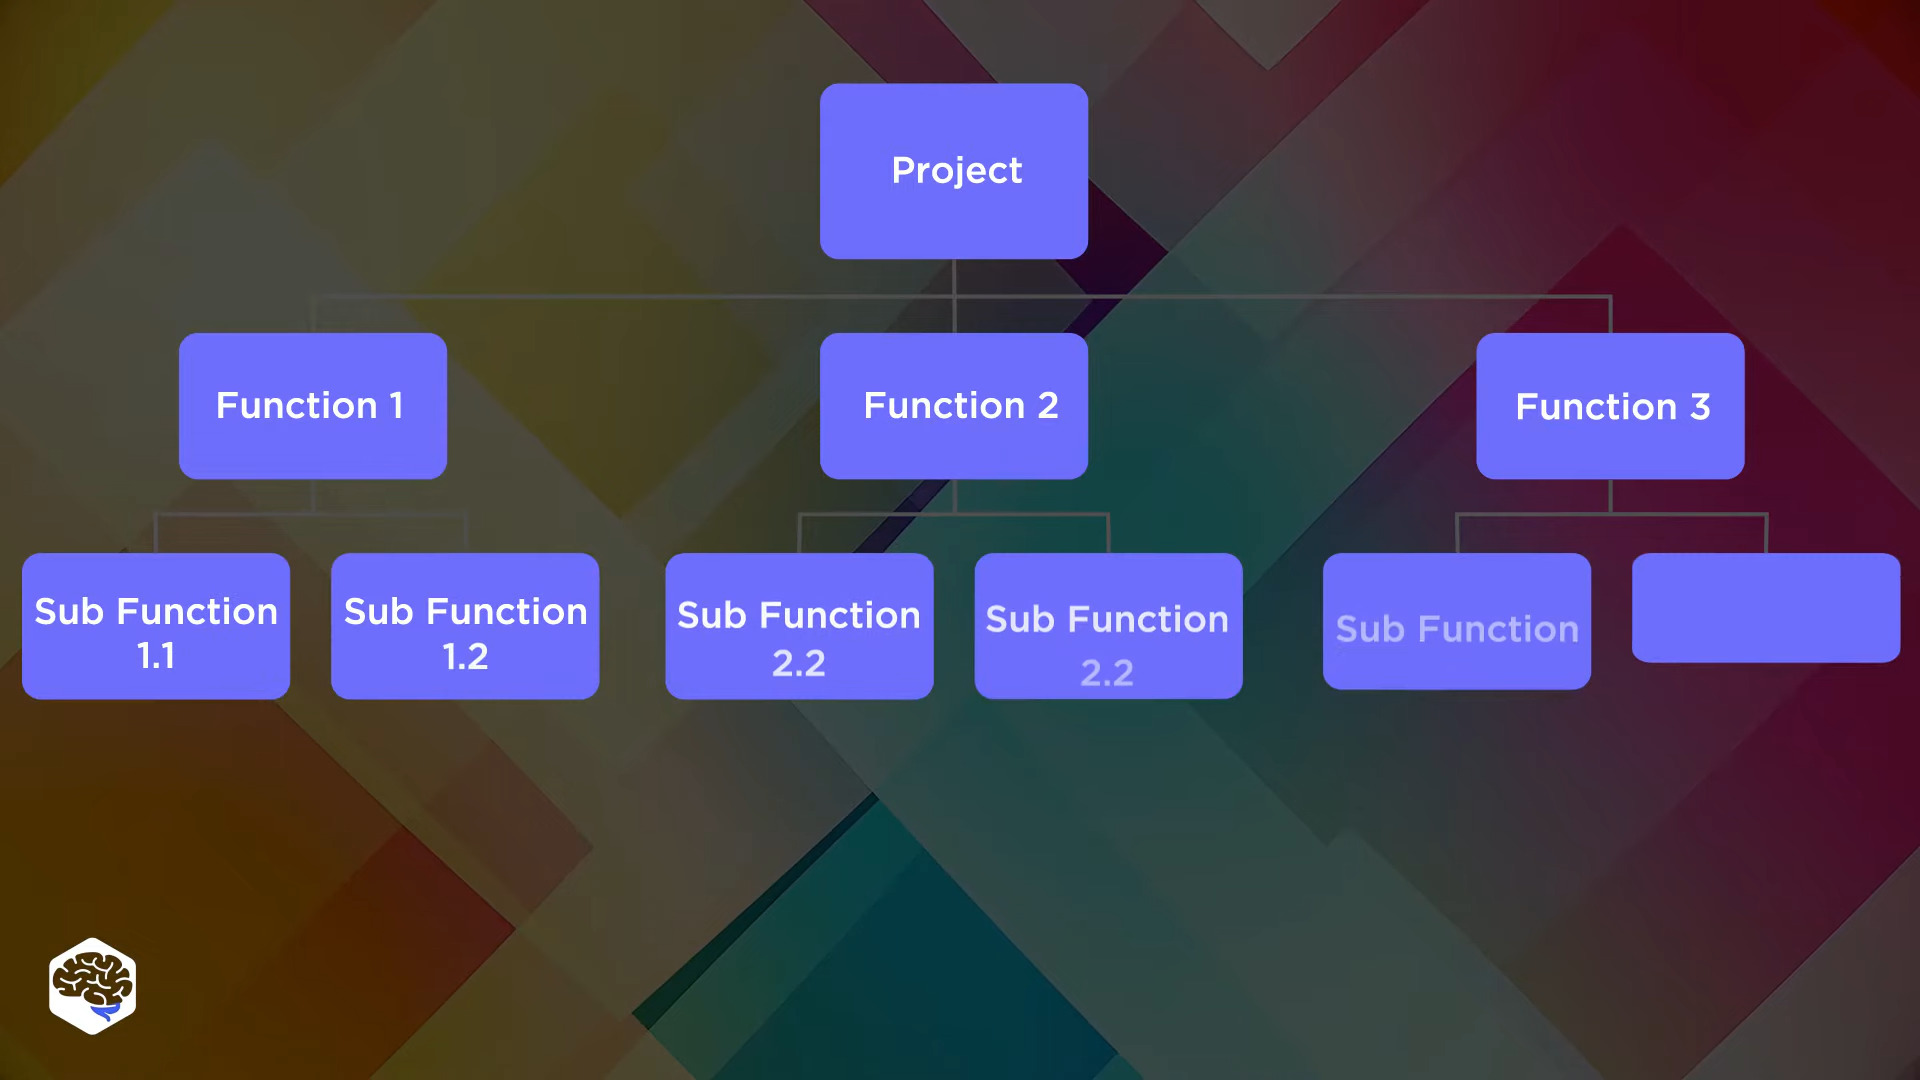 Project
Function 1
Function 2
Function 3
Sub Function
1.1
Sub Function
1.2
Sub Function
2.2
Sub Function
2.2
Sub Function